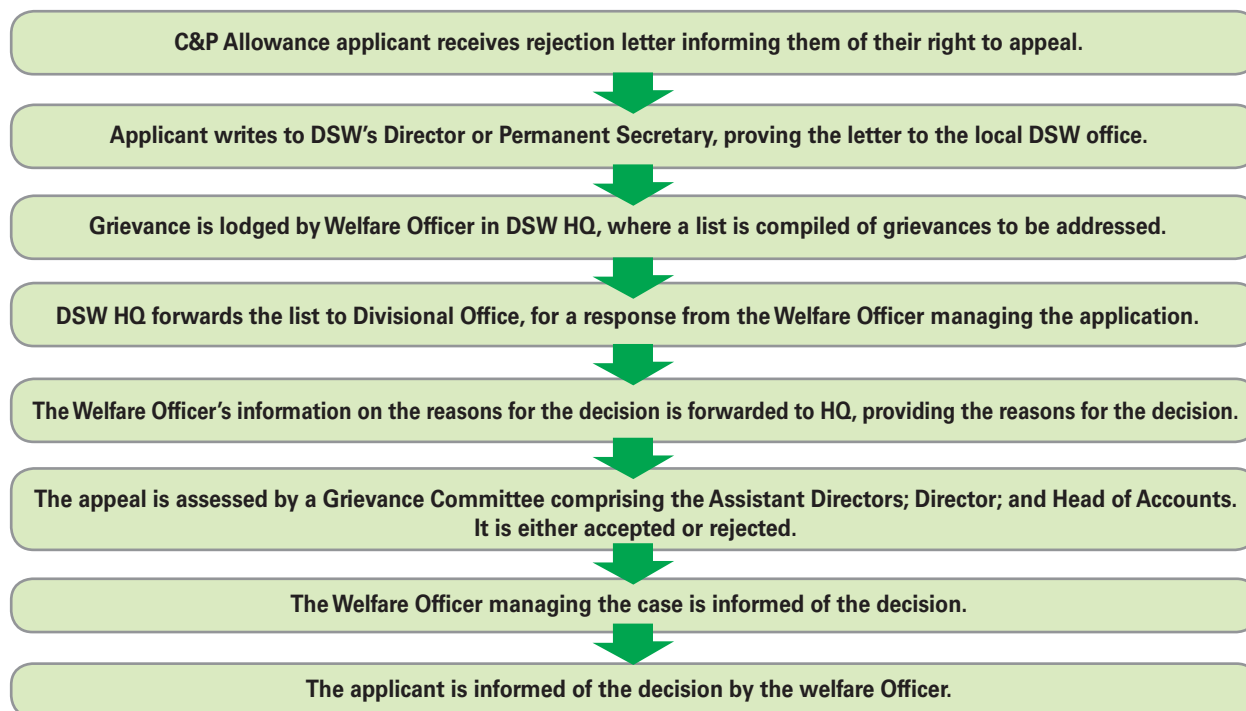 C&P Allowance applicant receives rejection letter informing them of their right to appeal.
Applicant writes to DSW's Director or Permanent Secretary, proving the letter to the local DSW office.
Grievance is lodged by Welfare Officer in DSW HQ, where a list is compiled of grievances to be addressed.
DSW HQ forwards the list to Divisional Office, for a response from the Welfare Officer managing the application.
The Welfare Officer's information on the reasons for the decision is forwarded to HQ, providing the reasons for the decision.
The appeal is assessed by a Grievance Committee comprising the Assistant Directors; Director; and Head of Accounts.
It is either accepted or rejected.
The Welfare Officer managing the case is informed of the decision.
The applicant is informed of the decision by the welfare Officer.